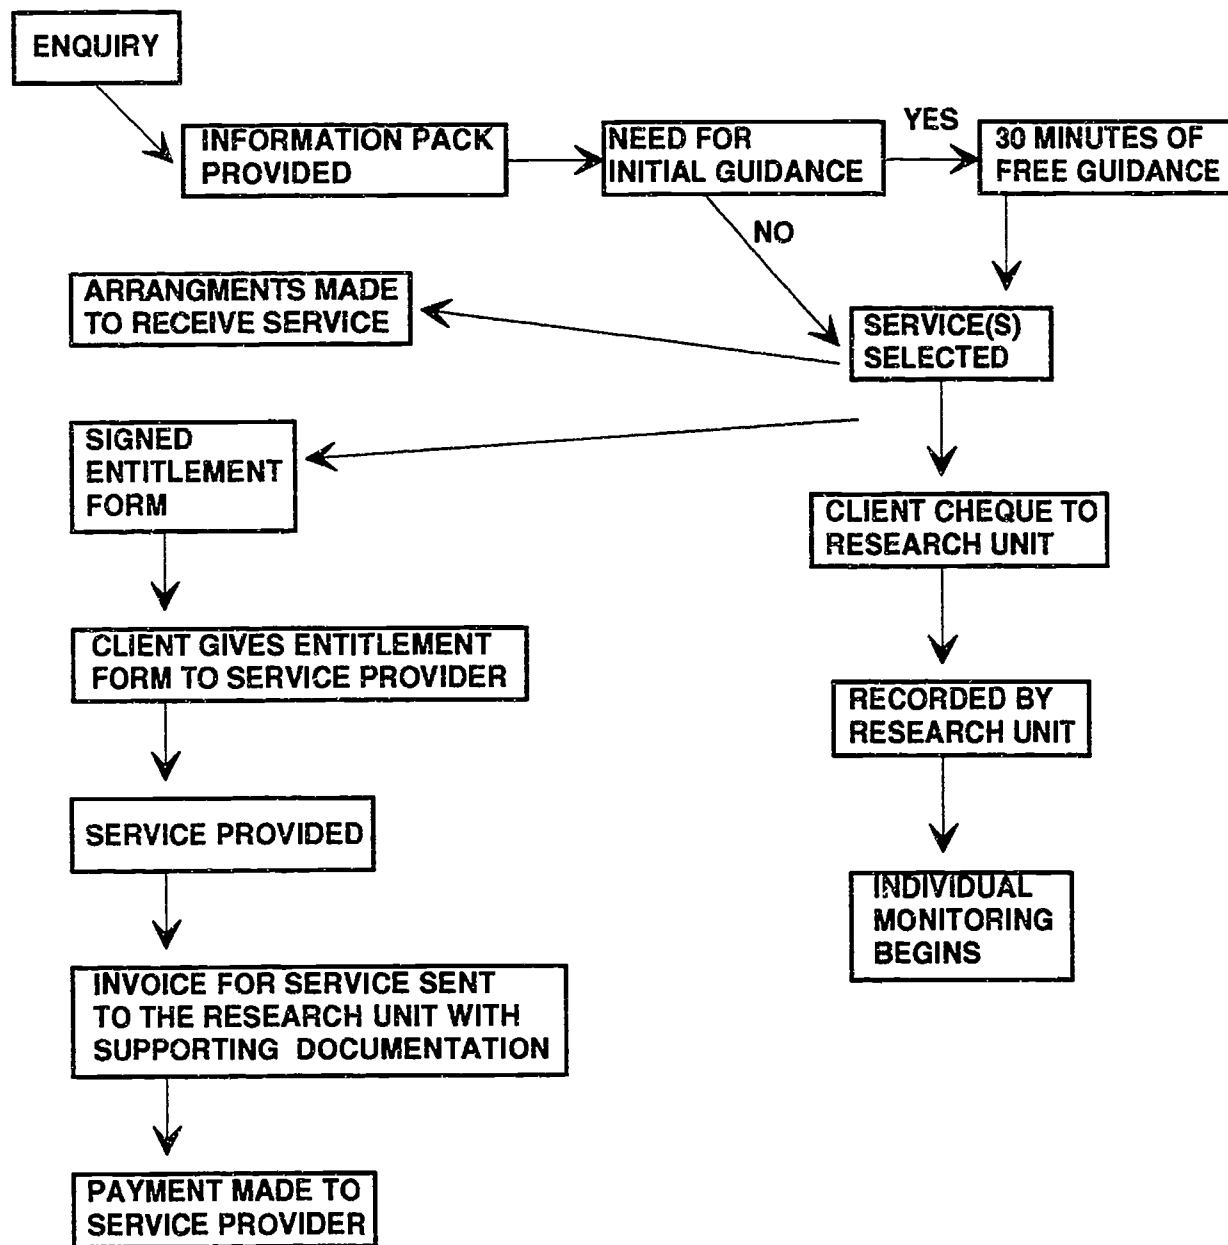 ENQUIRY
INFORMATION PACK
PROVIDED
NEED FOR
INITIAL GUIDANCE
YES
30 MINUTES OF
FREE GUIDANCE
NO
ARRANGMENTS MADE
TO RECEIVE SERVICE
SERVICE(S)
SELECTED
SIGNED
ENTITLEMENT
FORM
CLIENT CHEQUE TO
RESEARCH UNIT
CLIENT GIVES ENTITLEMENT
FORM TO SERVICE PROVIDER
RECORDED BY
RESEARCH UNIT
SERVICE PROVIDED
INDIVIDUAL
MONITORING
BEGINS
INVOICE FOR SERVICE SENT
TO THE RESEARCH UNIT WITH
SUPPORTING DOCUMENTATION
PAYMENT MADE TO
SERVICE PROVIDER